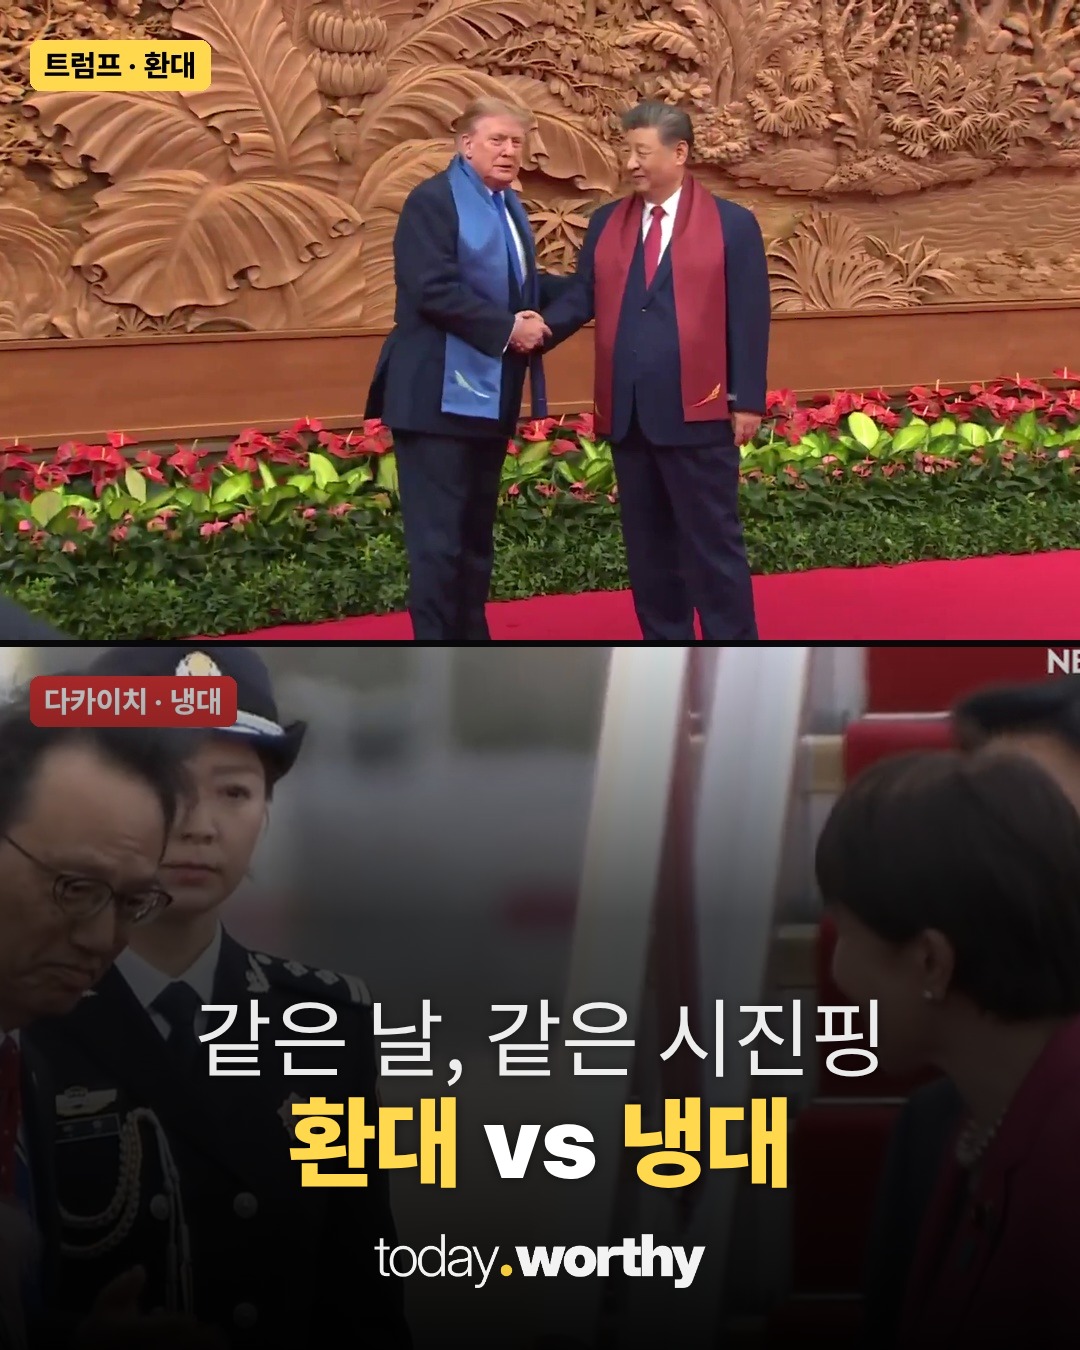 트럼프 · 환대
NE
다카이치 · 냉대
같은 날, 같은 시진핑
환대 vs 냉대
today.worthy